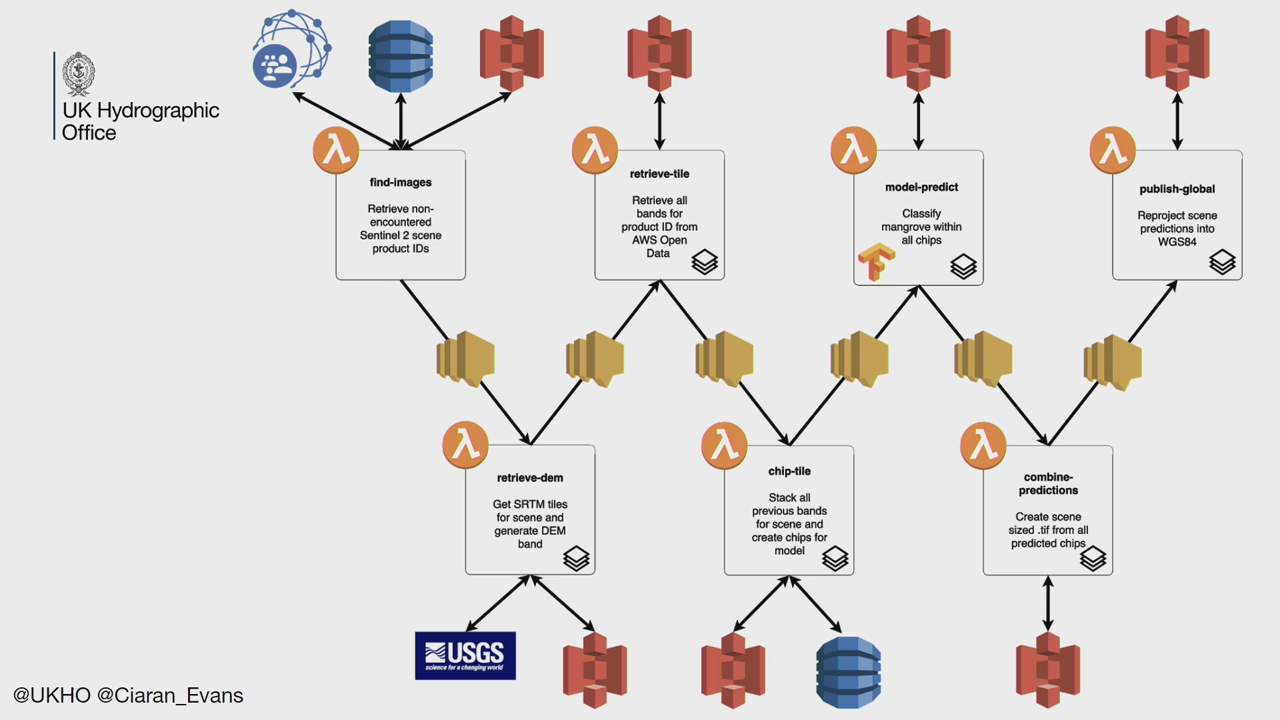 UK Hydrographic
Office
find-images
Retrieve non-
encountered
Sentinel 2 scene
product IDs
retrieve-tile
Retrieve all
bands for
product ID from
AWS Open
Data
model-predict
Classify
mangrove within
all chips
publish-global
Reproject scene
predictions into
WGS84
retrieve-dem
Get SRTM tiles
for scene and
generate DEM
band
chip-tile
Stack all
previous bands
for scene and
create chips for
model
combine-
predictions
Create scene
sized .tif from all
predicted chips
USGS
science for a changing world
@UKHO @Ciaran_Evans